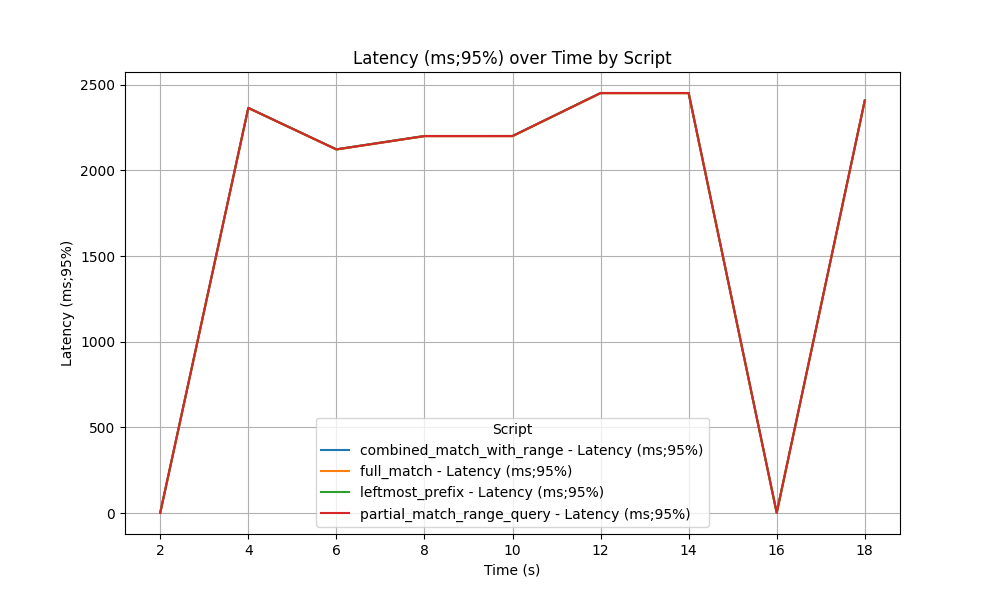 Latency (ms;95%) over Time by Script
Latency (ms;95%)
2500
2000
1500
1000
500
0
Script
combined_match_with_range - Latency (ms;95%)
full_match - Latency (ms;95%)
leftmost_prefix - Latency (ms;95%)
partial_match_range_query - Latency (ms;95%)
2 4 6 8 10 12 14 16 18
Time (s)